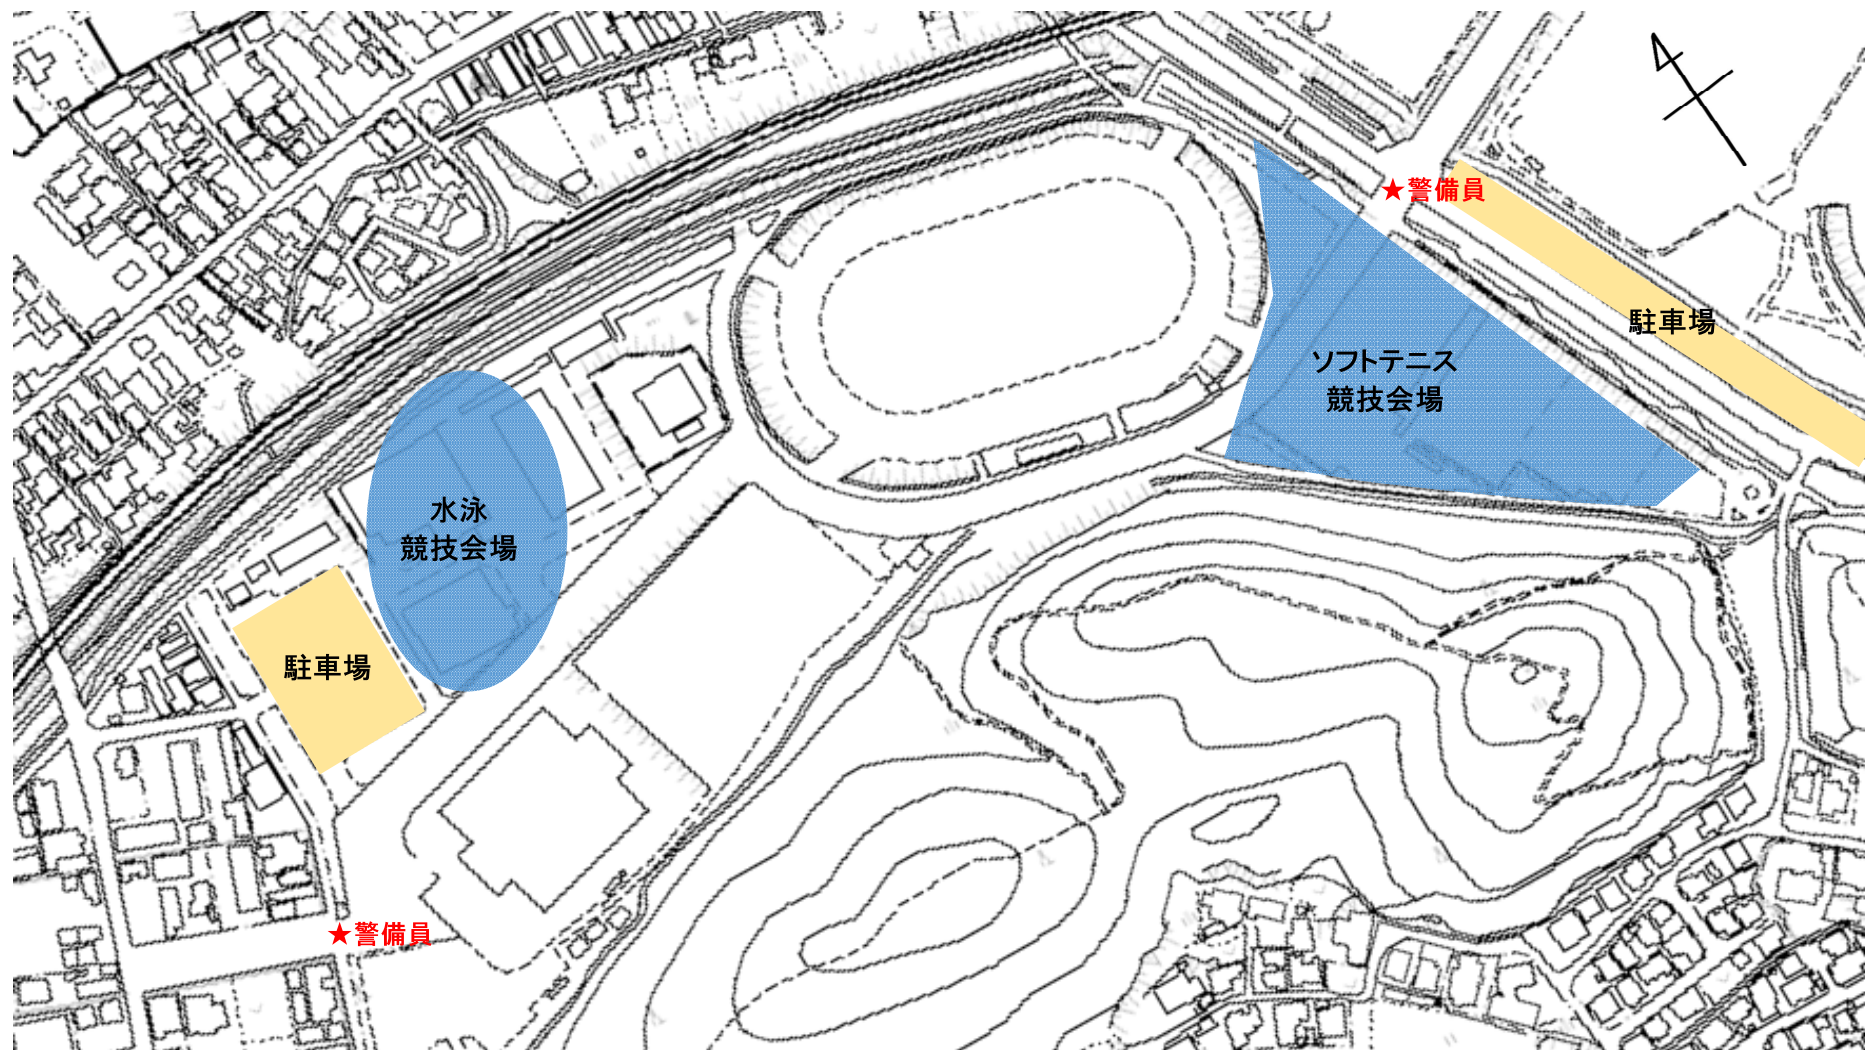 ★警備員
駐車場
ソフトテニス
競技会場
水泳
競技会場
駐車場
★警備員